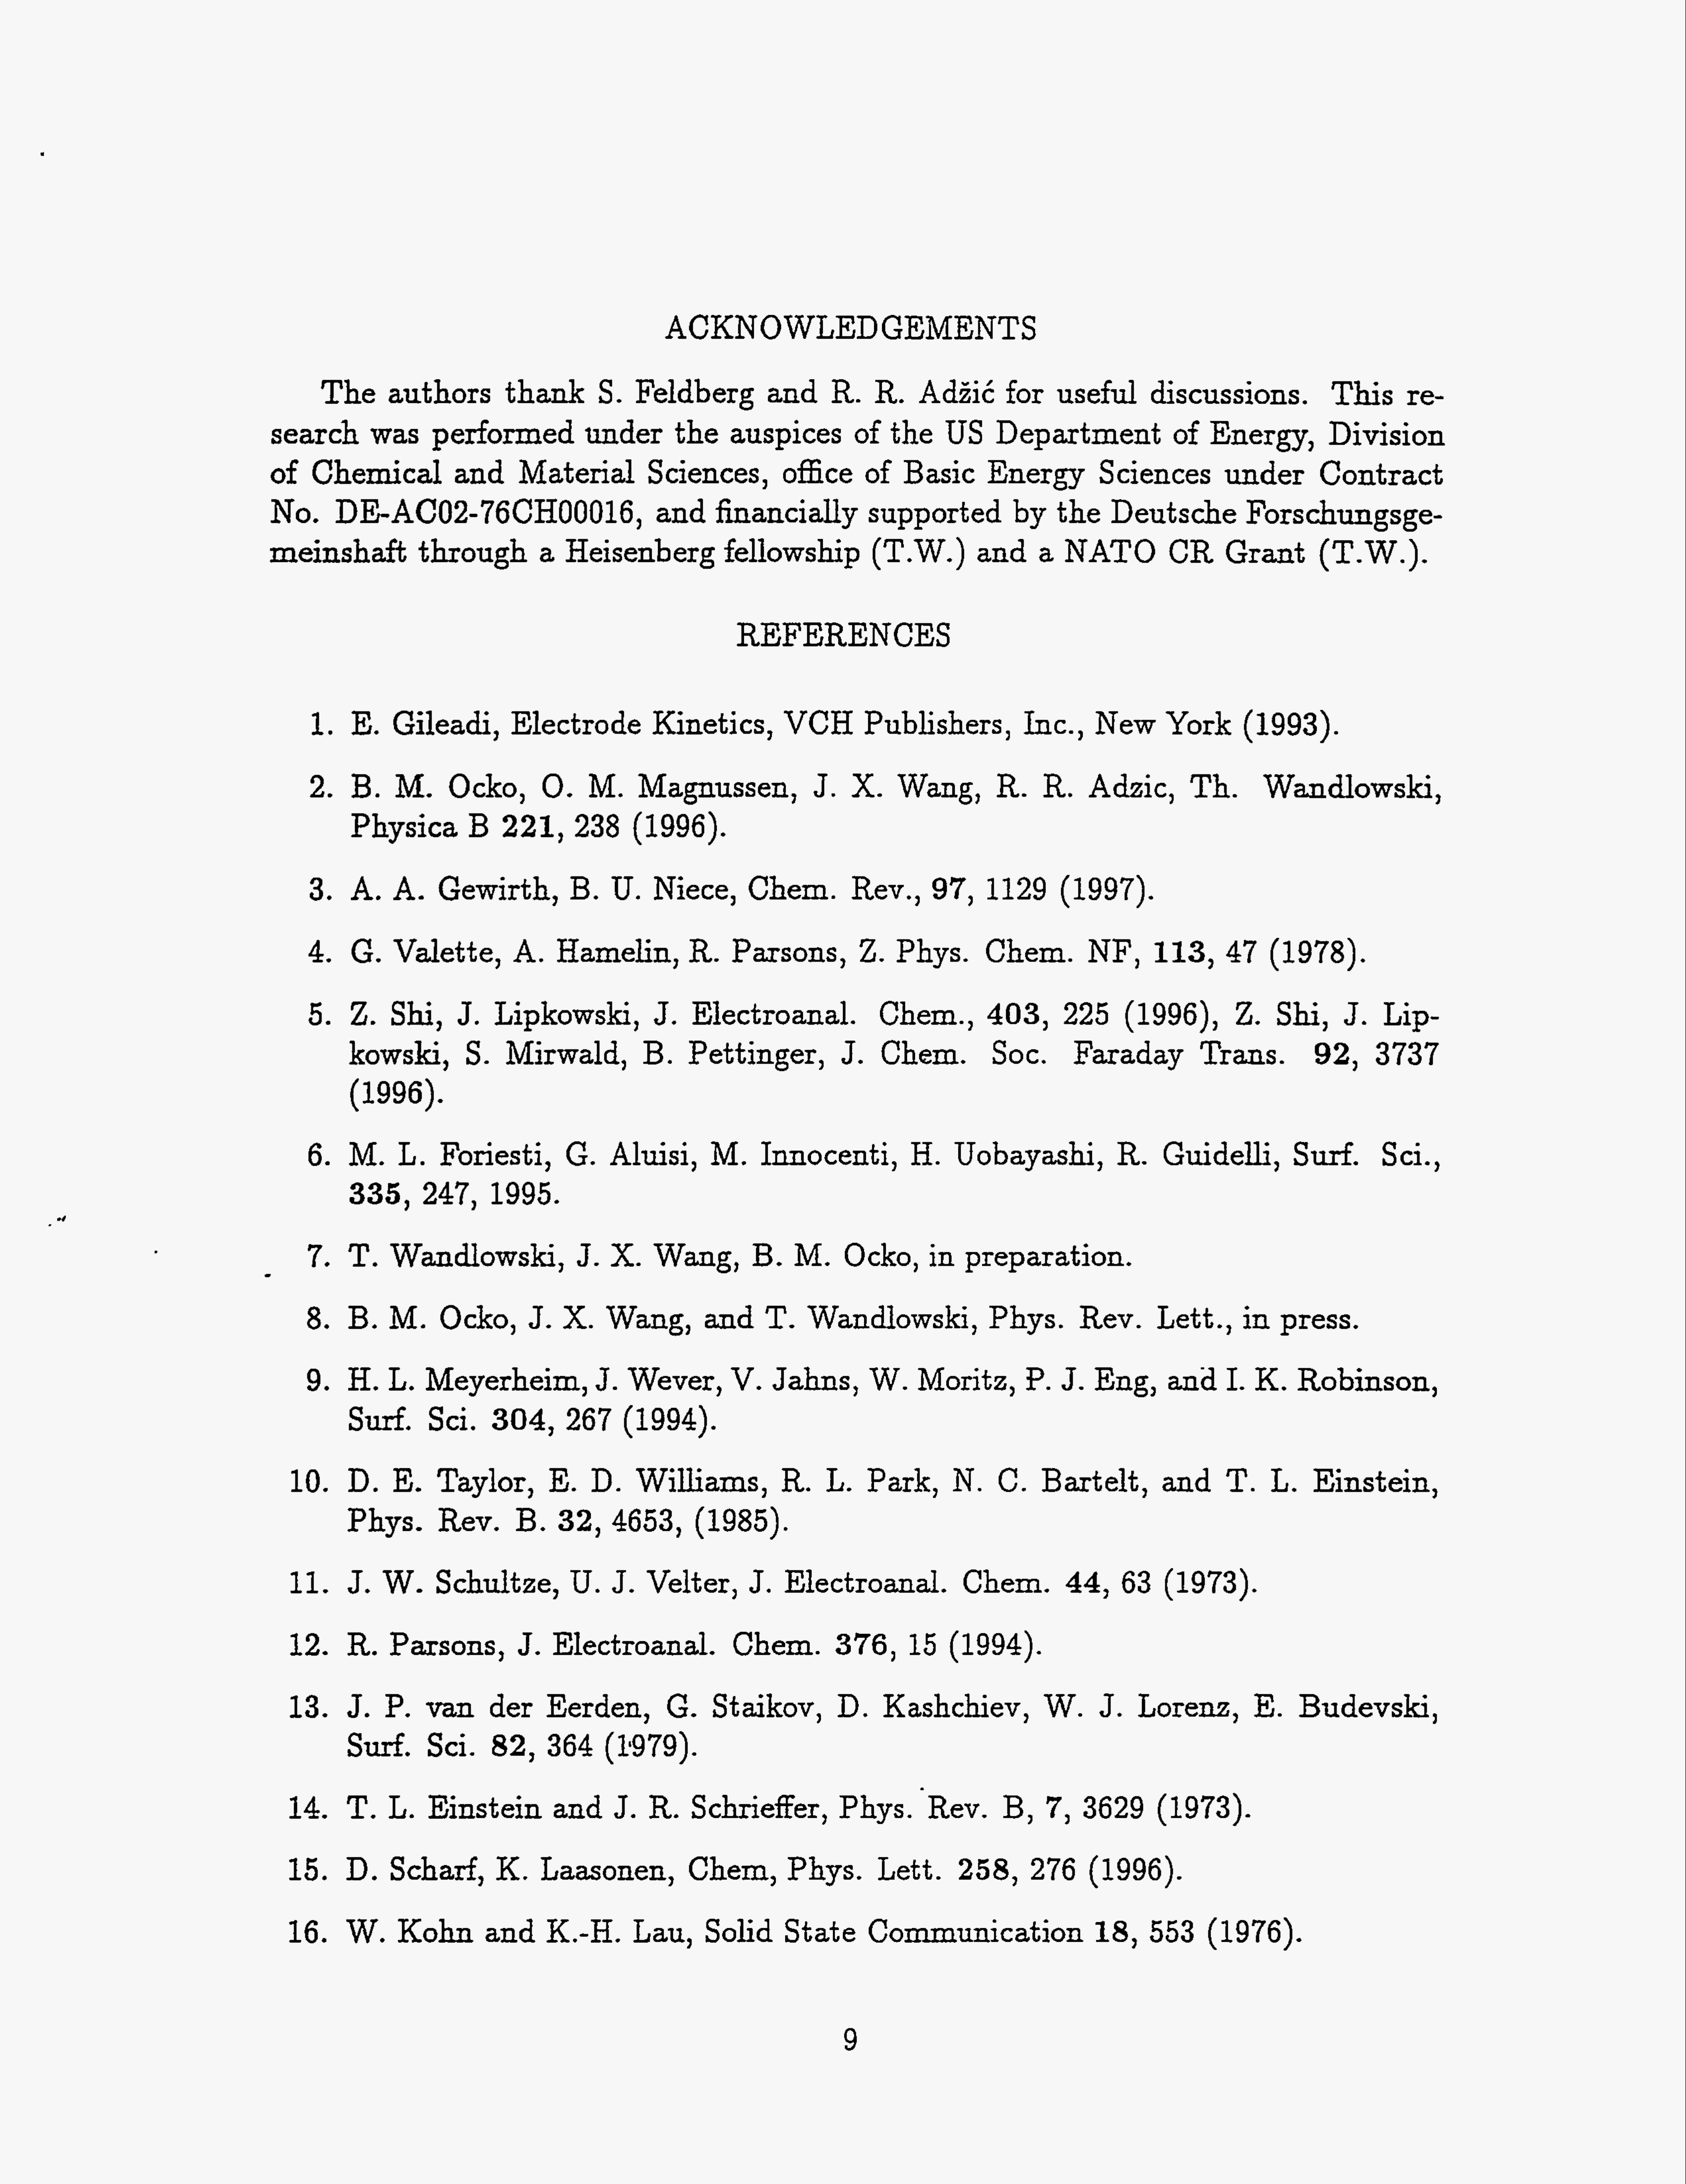 ACKNOWLEDGEMENTS
The authors thank S. Feldberg and R. R. Adžić for useful discussions. This re-
search was performed under the auspices of the US Department of Energy, Division
of Chemical and Material Sciences, office of Basic Energy Sciences under Contract
No. DE-AC02-76CH00016, and financially supported by the Deutsche Forschungsge-
meinshaft through a Heisenberg fellowship (T.W.) and a NATO CR Grant (T.W.).
REFERENCES
1. E. Gileadi, Electrode Kinetics, VCH Publishers, Inc., New York (1993).
2. B. M. Ocko, O. M. Magnussen, J. X. Wang, R. R. Adzic, Th. Wandlowski,
Physica B 221, 238 (1996).
3. A. A. Gewirth, B. U. Niece, Chem. Rev., 97, 1129 (1997).
4. G. Valette, A. Hamelin, R. Parsons, Z. Phys. Chem. NF, 113, 47 (1978).
5. Z. Shi, J. Lipkowski, J. Electroanal. Chem., 403, 225 (1996), Z. Shi, J. Lip-
kowski, S. Mirwald, B. Pettinger, J. Chem. Soc. Faraday Trans. 92, 3737
(1996).
6. M. L. Foriesti, G. Aluisi, M. Innocenti, H. Uobayashi, R. Guidelli, Surf. Sci.,
335, 247, 1995.
7. T. Wandlowski, J. X. Wang, B. M. Ocko, in preparation.
8. B. M. Ocko, J. X. Wang, and T. Wandlowski, Phys. Rev. Lett., in press.
9. H. L. Meyerheim, J. Wever, V. Jahns, W. Moritz, P. J. Eng, and I. K. Robinson,
Surf. Sci. 304, 267 (1994).
10. D. E. Taylor, E. D. Williams, R. L. Park, N. C. Bartelt, and T. L. Einstein,
Phys. Rev. B. 32, 4653, (1985).
11. J. W. Schultze, U. J. Velter, J. Electroanal. Chem. 44, 63 (1973).
12. R. Parsons, J. Electroanal. Chem. 376, 15 (1994).
13. J. P. van der Eerden, G. Staikov, D. Kashchiev, W. J. Lorenz, E. Budevski,
Surf. Sci. 82, 364 (1979).
14. T. L. Einstein and J. R. Schrieffer, Phys. Rev. B, 7, 3629 (1973).
15. D. Scharf, K. Laasonen, Chem, Phys. Lett. 258, 276 (1996).
16. W. Kohn and K.-H. Lau, Solid State Communication 18, 553 (1976).
9